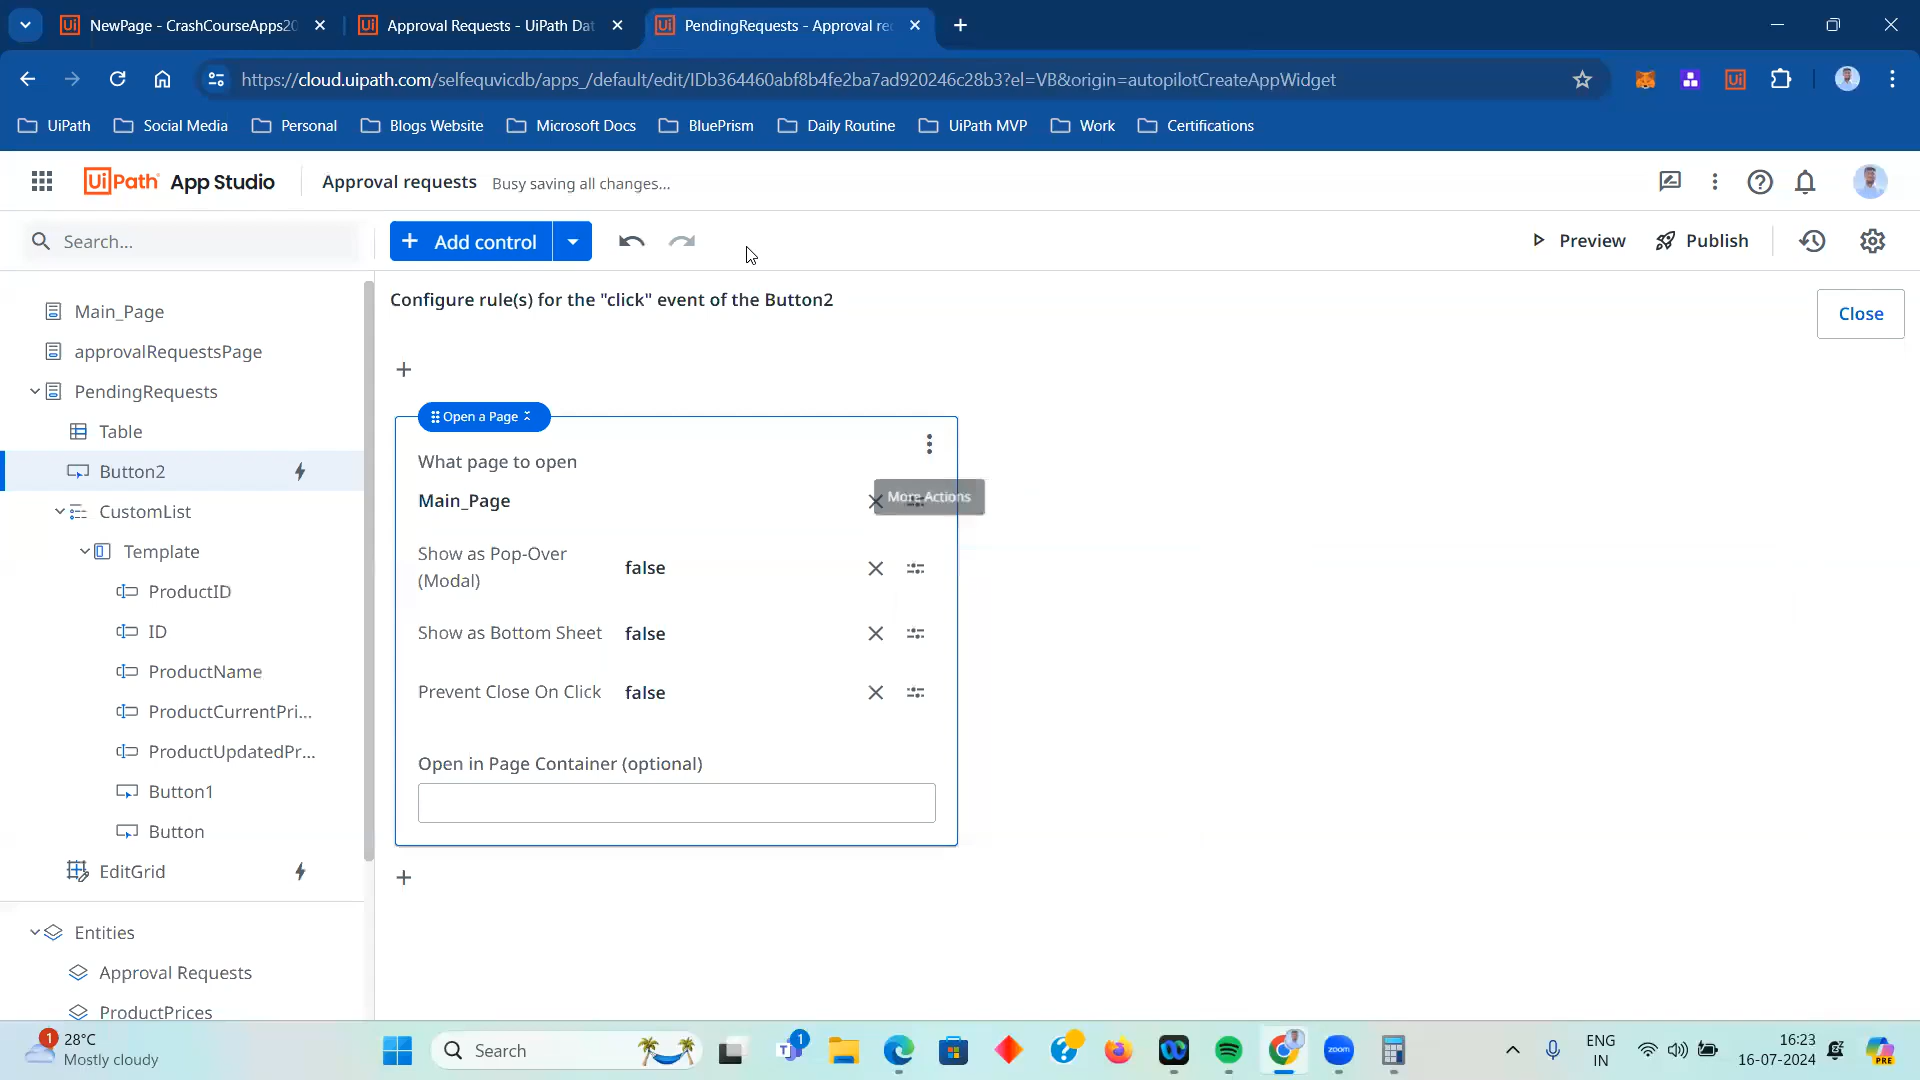 NewPage - CrashCourseApps20
Approval Requests - UiPath Dat
PendingRequests - Approval re
https://cloud.uipath.com/selfequvicdb/apps_/default/edit/IDb364460abf8b4fe2ba7ad920246c28b3?el=VB&origin=autopilotCreateAppWidget
UiPath
Social Media
Personal
Blogs Website
Microsoft Docs
BluePrism
Daily Routine
UiPath MVP
Work
Certifications
UiPath App Studio
Approval requests
Busy saving all changes...
Search...
+ Add control
Preview
Publish
Configure rule(s) for the "click" event of the Button2
Close
Main_Page
approvalRequestsPage
PendingRequests
Table
Button2
CustomList
Template
ProductID
ID
ProductName
ProductCurrentPri...
ProductUpdatedPr...
Button1
Button
EditGrid
Entities
Approval Requests
ProductPrices
Open a Page
What page to open
Main_Page
More Actions
Show as Pop-Over (Modal)
false
Show as Bottom Sheet
false
Prevent Close On Click
false
Open in Page Container (optional)
1
28°C
Mostly cloudy
Search
1
zoom
ENG
IN
16:23
16-07-2024
PRE